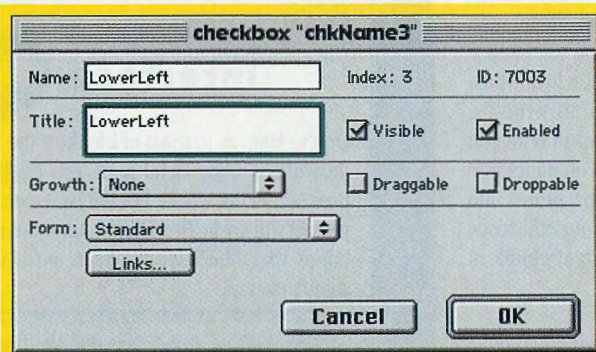 checkbox "chkName3"
Name: LowerLeft Index: 3 ID: 7003
Title: LowerLeft Visible Enabled
Growth: None Draggable Droppable
Form: Standard
Links...
Cancel OK